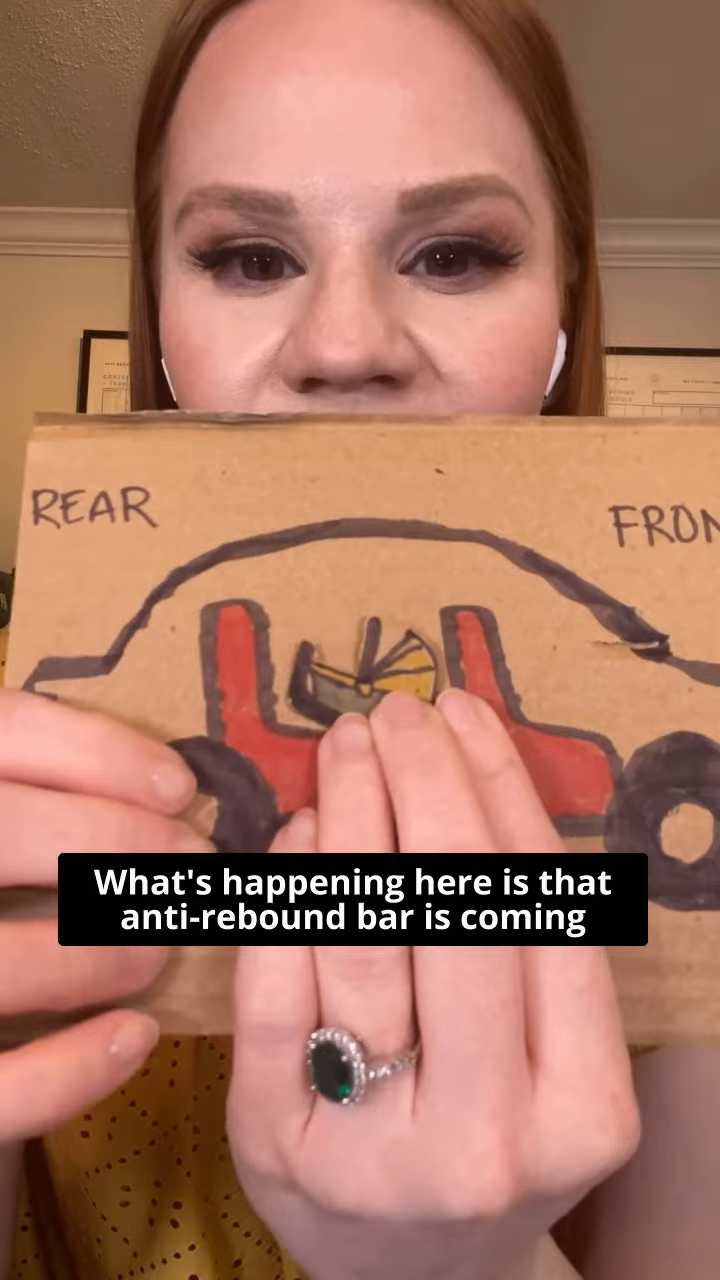 REAR
FRON
What's happening here is that
anti-rebound bar is coming